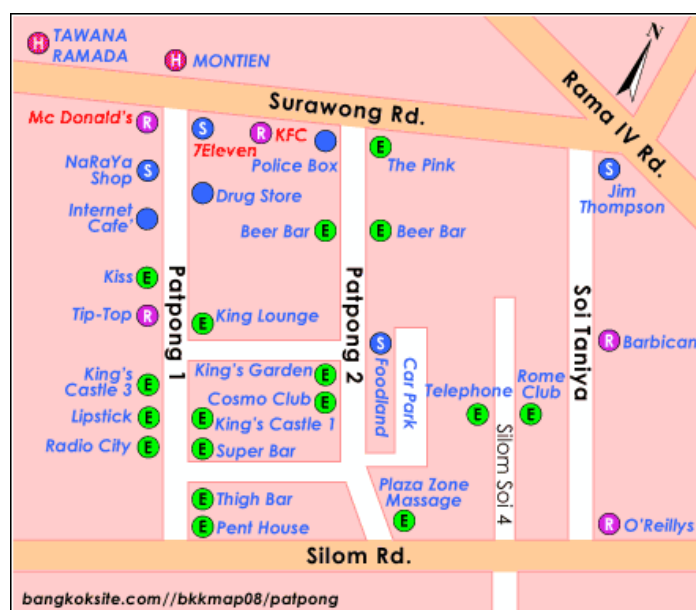 H TAWANA
RAMADA
H MONTIEN
N
Surawong Rd.
Rama IV Rd.
Mc Donald's R
S
7Eleven
R KFC
Police Box
E
The Pink
NaRaYa
Shop S
S
Jim
Thompson
Drug Store
Internet
Cafe'
Beer Bar E
E Beer Bar
Kiss E
Patpong 1
Patpong 2
Soi Taniya
Tip-Top R
E King Lounge
S
Foodland
Car Park
R Barbican
King's
Castle 3 E
King's Garden E
Cosmo Club E
Telephone
E
Rome
Club
E
Lipstick E
E King's Castle 1
Radio City E
E Super Bar
Silom Soi 4
Plaza Zone
Massage
E
E Thigh Bar
E Pent House
R O'Reillys
Silom Rd.
bangkoksite.com//bkkmap08/patpong